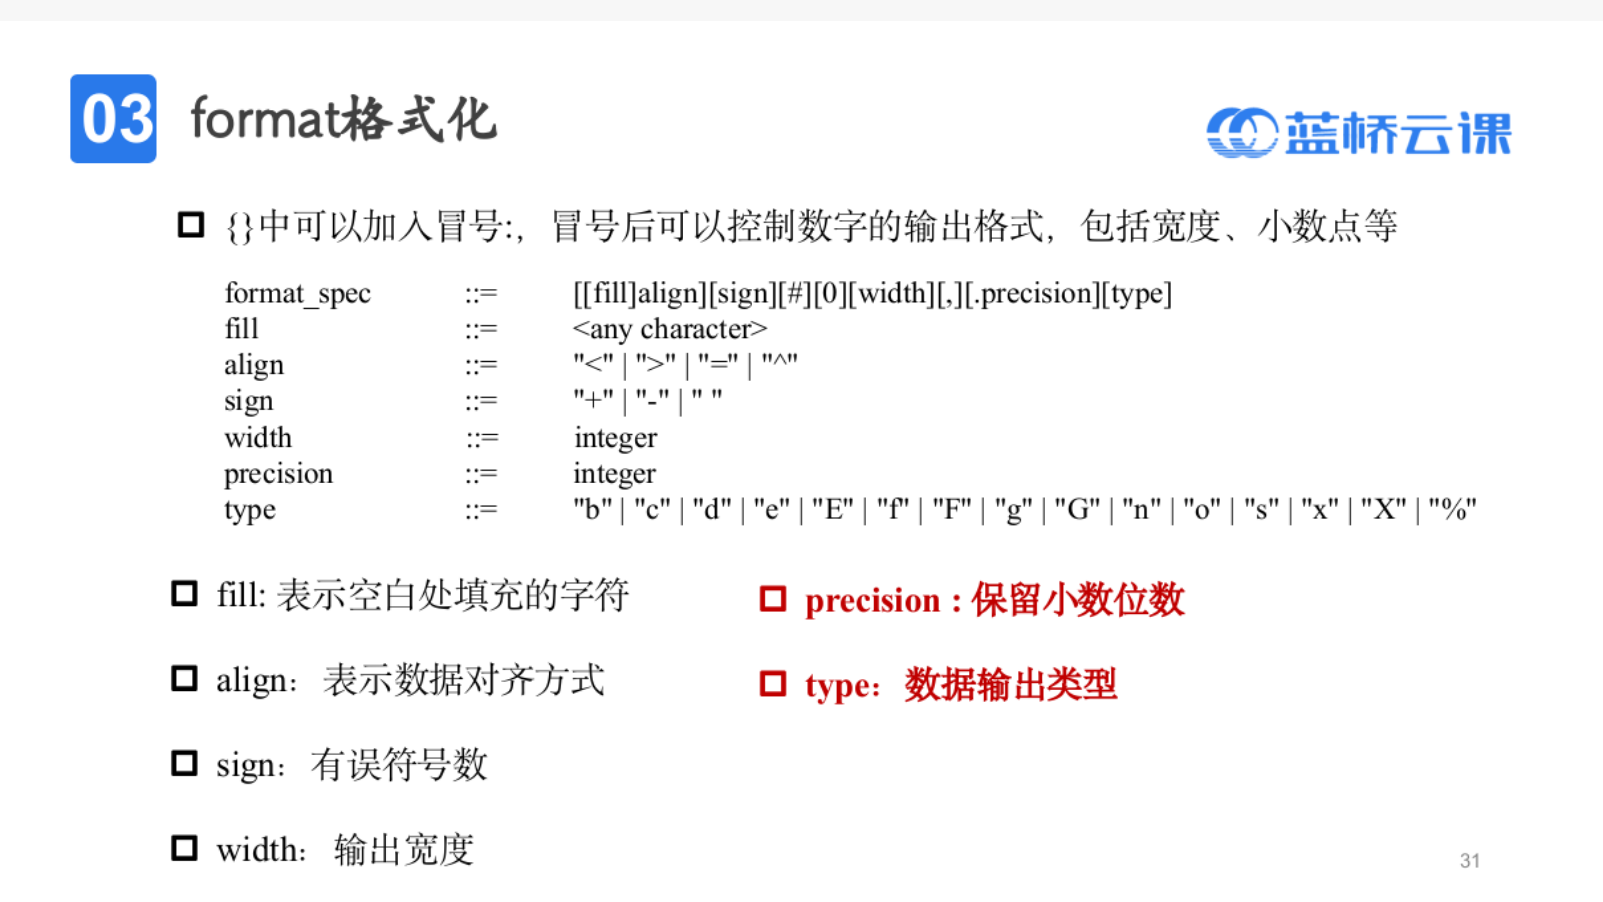 03 format格式化
蓝桥云课
{}中可以加入冒号:，冒号后可以控制数字的输出格式，包括宽度、小数点等
format_spec ::= [[fill]align][sign][#][0][width][,][.precision][type]
fill ::= <any character>
align ::= "<" | ">" | "=" | "^"
sign ::= "+" | "-" | " "
width ::= integer
precision ::= integer
type ::= "b" | "c" | "d" | "e" | "E" | "f" | "F" | "g" | "G" | "n" | "o" | "s" | "x" | "X" | "%"
fill: 表示空白处填充的字符
align：表示数据对齐方式
sign：有误符号数
width：输出宽度
precision : 保留小数位数
type：数据输出类型
31